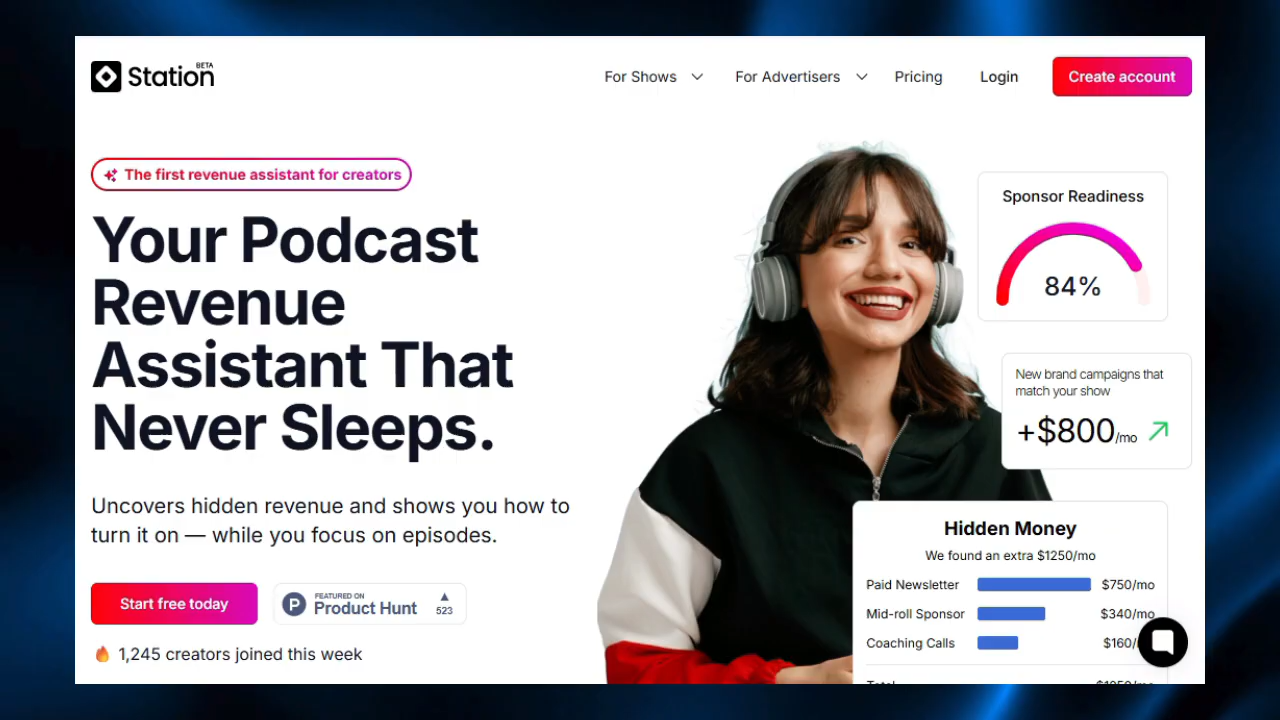 Station BETA
For Shows
For Advertisers
Pricing
Login
Create account
The first revenue assistant for creators
Your Podcast
Revenue
Assistant That
Never Sleeps.
Uncovers hidden revenue and shows you how to
turn it on — while you focus on episodes.
Start free today
P
FEATURED ON
Product Hunt
523
1,245 creators joined this week
Sponsor Readiness
84%
New brand campaigns that
match your show
+$800/mo
Hidden Money
We found an extra $1250/mo
Paid Newsletter $750/mo
Mid-roll Sponsor $340/mo
Coaching Calls $160/